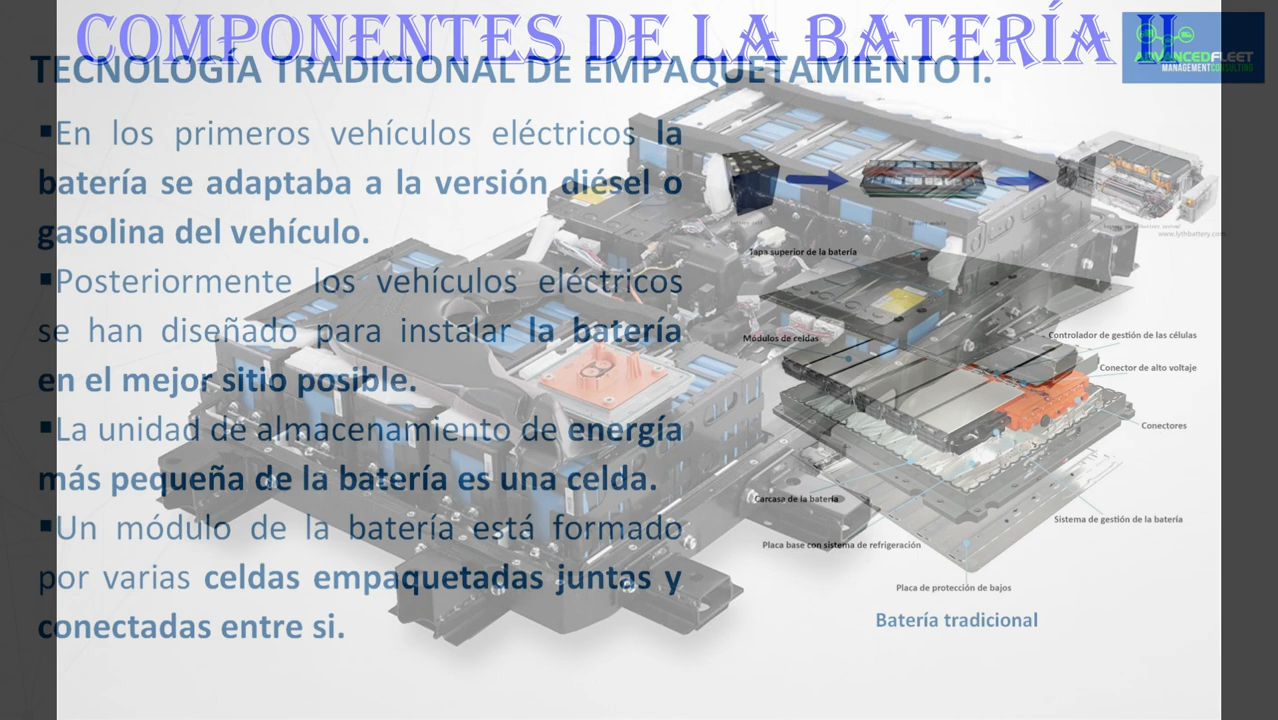 COMPONENTES DE LA BATERÍA II
ADVANCEDFLEET
MANAGEMENTCONSULTING
TECNOLOGÍA TRADICIONAL DE EMPAQUETAMIENTO I.
▪En los primeros vehículos eléctricos la
batería se adaptaba a la versión diésel o
gasolina del vehículo.
▪Posteriormente los vehículos eléctricos
se han diseñado para instalar la batería
en el mejor sitio posible.
▪La unidad de almacenamiento de energía
más pequeña de la batería es una celda.
▪Un módulo de la batería está formado
por varias celdas empaquetadas juntas y
conectadas entre si.
www.lythbattery.com
Tapa superior de la batería
Módulos de celdas
Controlador de gestión de las células
Conector de alto voltaje
Conectores
Carcasa de la batería
Sistema de gestión de la batería
Placa base con sistema de refrigeración
Placa de protección de bajos
Batería tradicional